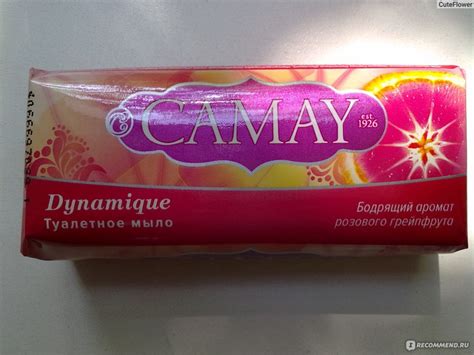 CuteFlower
CAMAY
est.
1926
Dynamique
Туалетное мыло
Бодрящий аромат
розового грейпфрута
RECOMMEND.RU